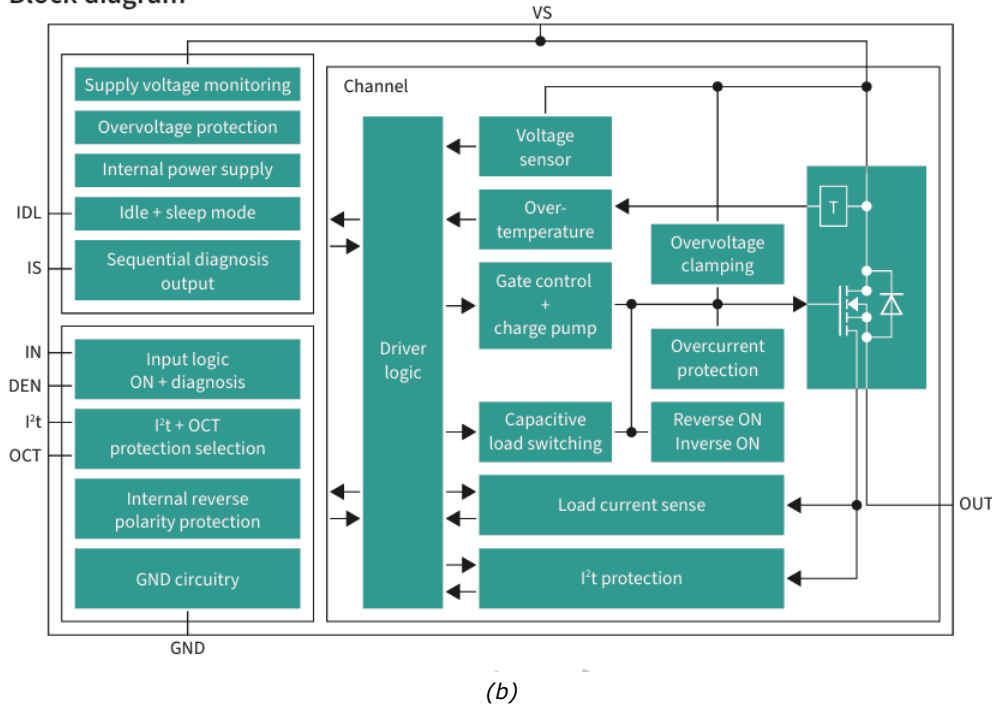 Block diagram
VS
Supply voltage monitoring
Overvoltage protection
Internal power supply
IDL
Idle + sleep mode
IS
Sequential diagnosis
output
IN
Input logic
ON + diagnosis
DEN
I²t
I²t + OCT
protection selection
OCT
Internal reverse
polarity protection
GND circuitry
GND
Channel
Driver
logic
Voltage
sensor
Over-
temperature
Gate control
+
charge pump
Capacitive
load switching
Overvoltage
clamping
Overcurrent
protection
Reverse ON
Inverse ON
Load current sense
I²t protection
T
OUT
(b)